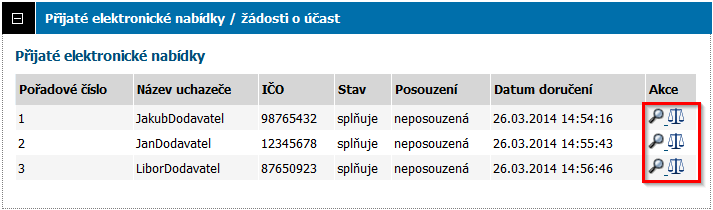 Přijaté elektronické nabídky / žádosti o účast
Přijaté elektronické nabídky
Pořadové číslo Název uchazeče IČO Stav Posouzení Datum doručení Akce
1 JakubDodavatel 98765432 splňuje neposouzená 26.03.2014 14:54:16
2 JanDodavatel 12345678 splňuje neposouzená 26.03.2014 14:55:43
3 LiborDodavatel 87650923 splňuje neposouzená 26.03.2014 14:56:46